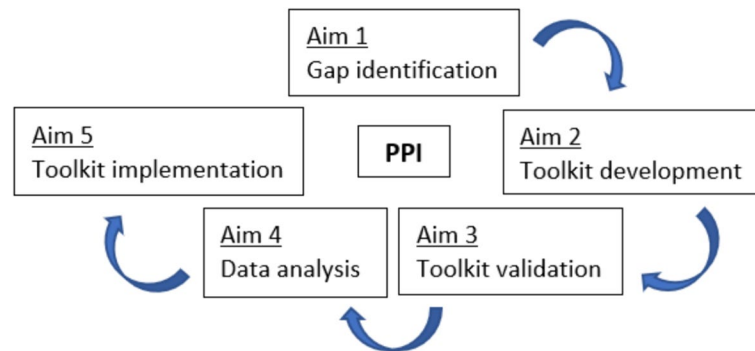 Aim 1
Gap identification
Aim 2
Toolkit development
Aim 3
Toolkit validation
Aim 4
Data analysis
Aim 5
Toolkit implementation
PPI